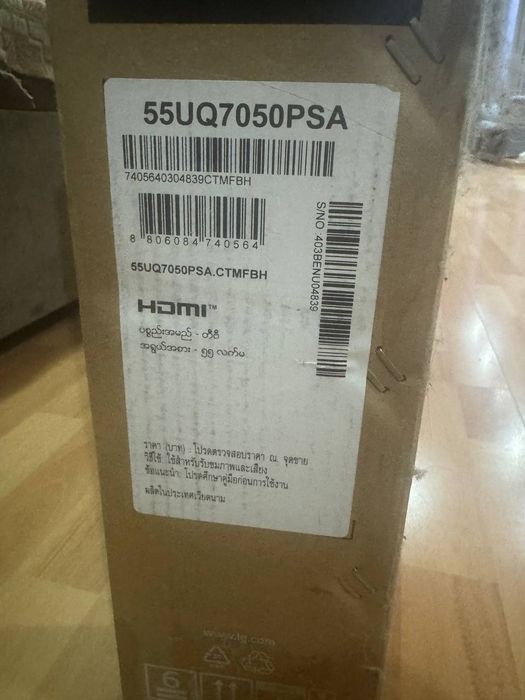 55UQ7050PSA
7405640304839CTMFBH
8 806084 740564
S/NO :403BENU04839
55UQ7050PSA.CTMFBH
HDMI™
ပစ္စည်းအမည် - တီဗီ
အရွယ်အစား - ၅၅ လက်မ
ราคา (บาท) : โปรดตรวจสอบราคา ณ. จุดขาย
วิธีใช้: ใช้สำหรับรับชมภาพและเสียง
ข้อแนะนำ: โปรดศึกษาคู่มือก่อนการใช้งาน
ผลิตในประเทศเวียดนาม
www.lg.com
6